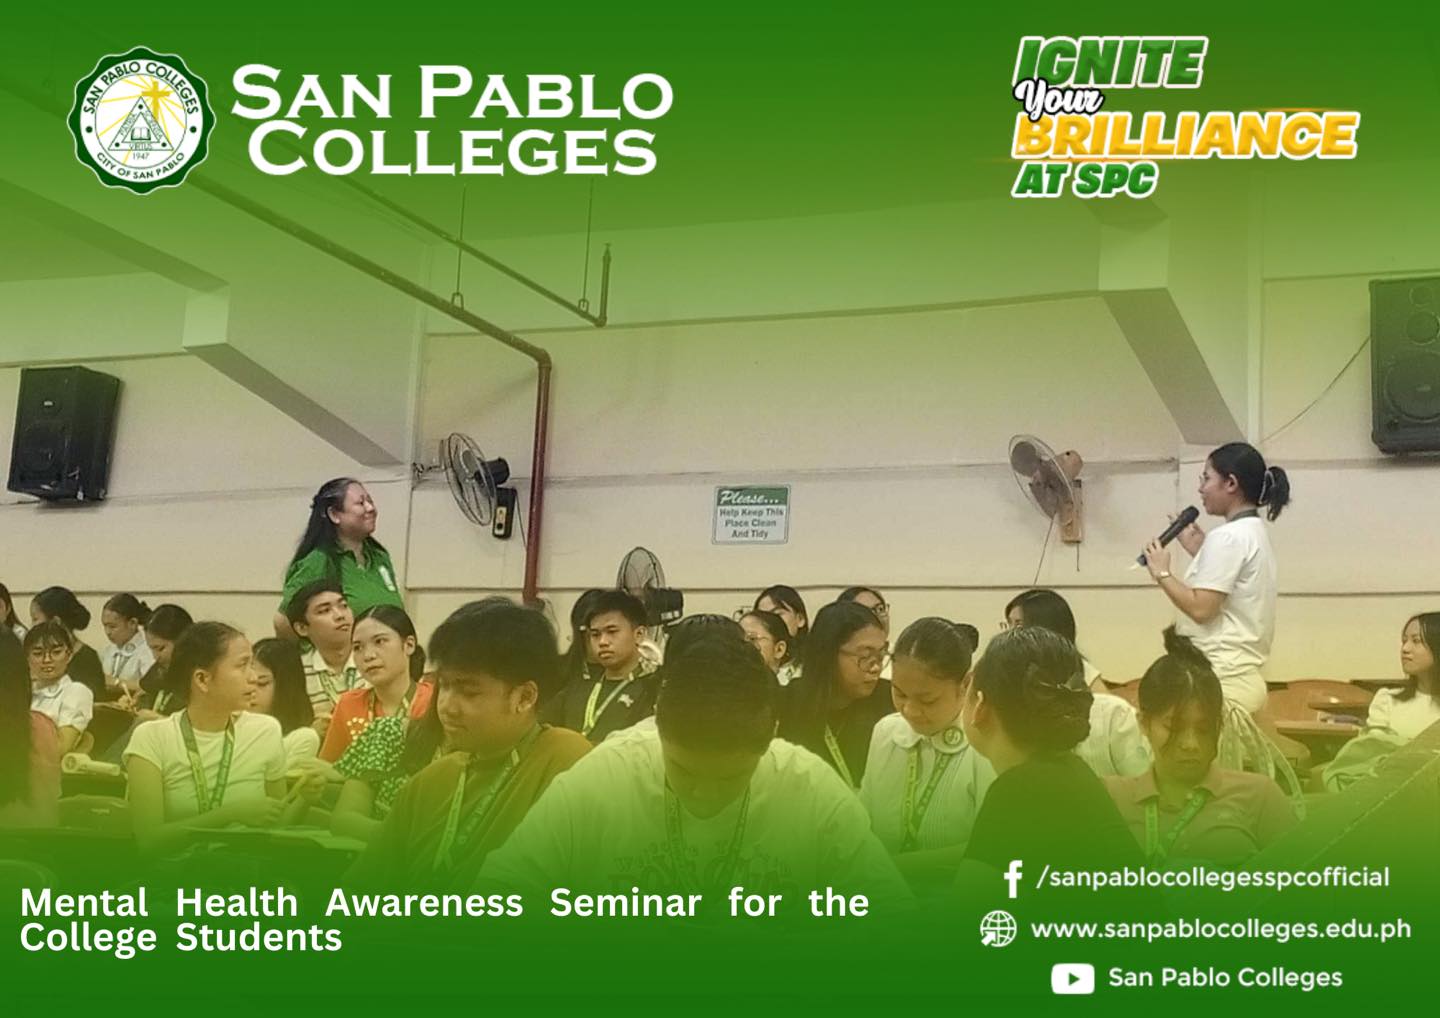 SAN PABLO COLLEGES
VIRTUS
1947
CITY OF SAN PABLO
SAN PABLO
COLLEGES
IGNITE
Your
BRILLIANCE
AT SPC
Please...
Help Keep This
Place Clean
And Tidy
Mental Health Awareness Seminar for the
College Students
/sanpablocollegesspcofficial
www.sanpablocolleges.edu.ph
San Pablo Colleges